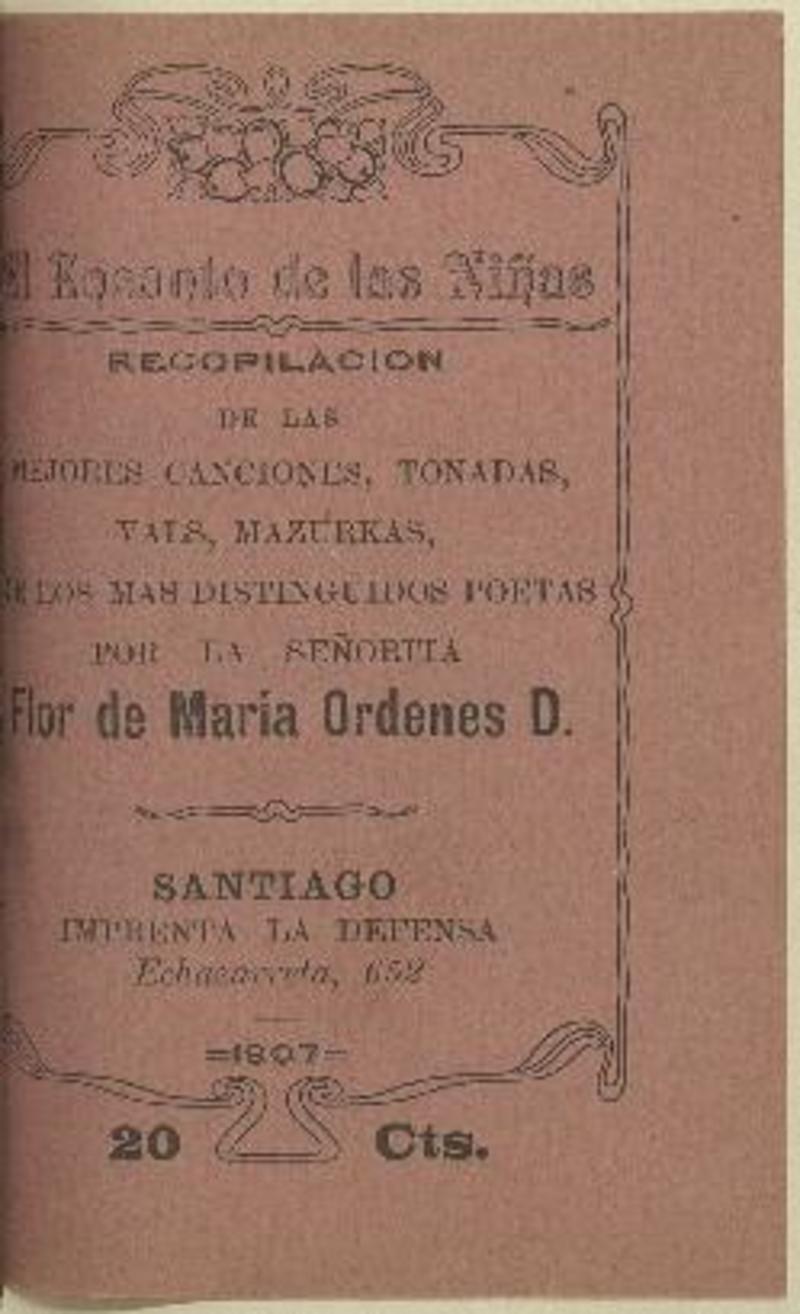 El Encanto de las Niñas
RECOPILACION
DE LAS
MEJORES CANCIONES, TONADAS,
VALS, MAZURKAS,
DE LOS MAS DISTINGUIDOS POETAS
POR LA SEÑORITA
Flor de María Ordenes D.
SANTIAGO
IMPRENTA LA DEFENSA
Echaurren, 652
=1907=
20 Cts.